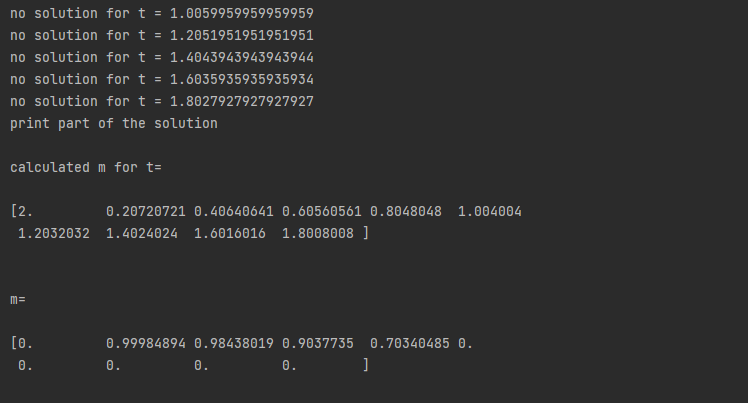 no solution for t = 1.0059959959959959
no solution for t = 1.2051951951951951
no solution for t = 1.4043943943943944
no solution for t = 1.6035935935935934
no solution for t = 1.8027927927927927
print part of the solution
calculated m for t=
[2.         0.20720721 0.40640641 0.60560561 0.8048048  1.004004
 1.2032032  1.4024024  1.6016016  1.8008008 ]
m=
[0.         0.99984894 0.98438019 0.9037735  0.70340485 0.
 0.         0.         0.         0.        ]